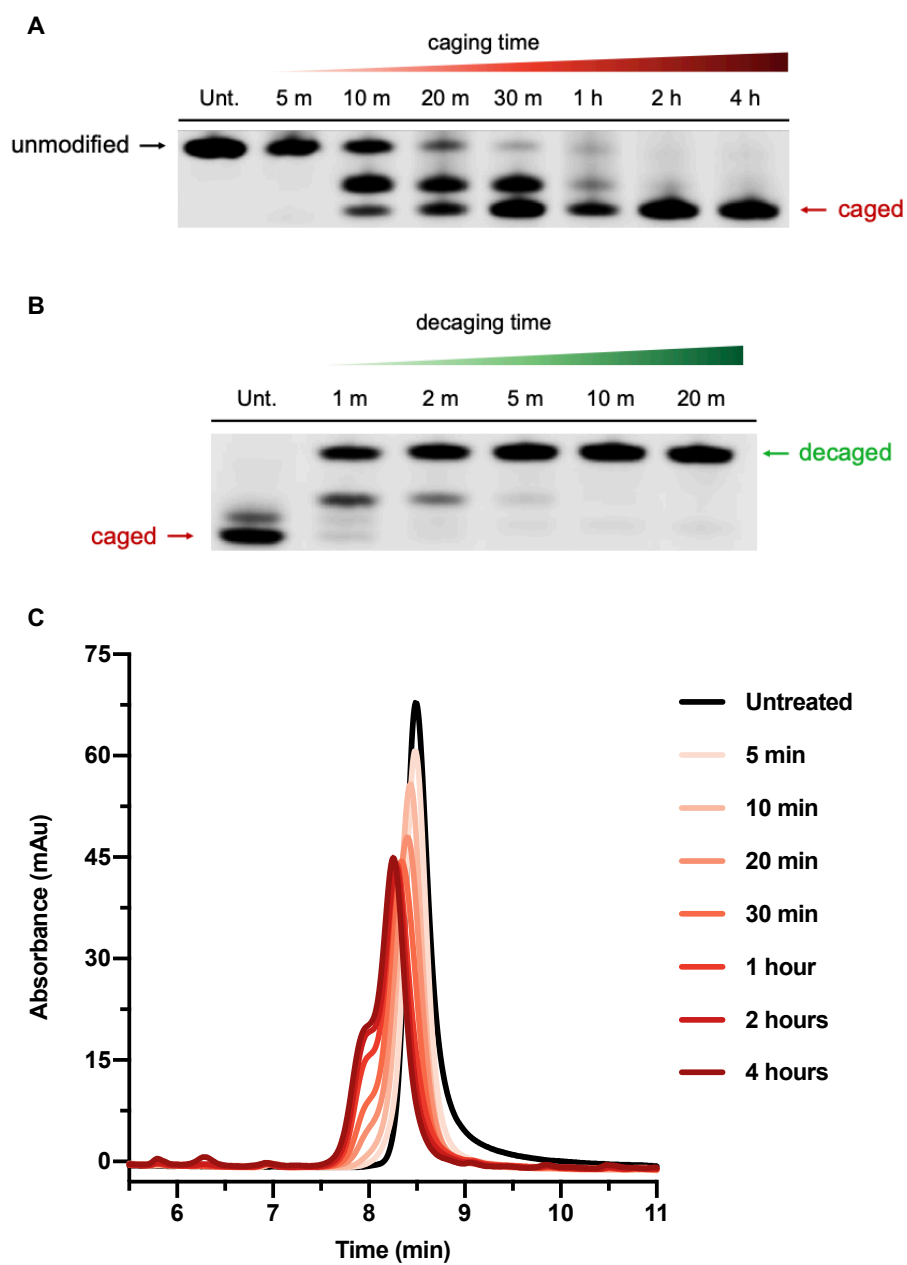 A
caging time
Unt. 5 m 10 m 20 m 30 m 1 h 2 h 4 h
unmodified →
← caged
B
decaging time
Unt. 1 m 2 m 5 m 10 m 20 m
← decaged
caged →
C
75
60
45
30
15
0
Absorbance (mAu)
6 7 8 9 10 11
Time (min)
Untreated
5 min
10 min
20 min
30 min
1 hour
2 hours
4 hours